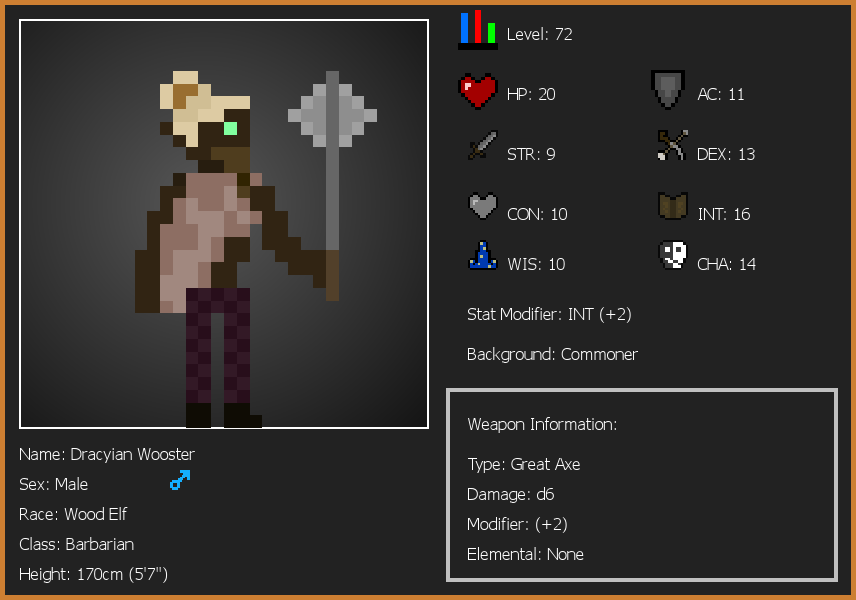 Level: 72
HP: 20
AC: 11
STR: 9
DEX: 13
CON: 10
INT: 16
WIS: 10
CHA: 14
Stat Modifier: INT (+2)
Background: Commoner
Weapon Information:
Type: Great Axe
Damage: d6
Modifier: (+2)
Elemental: None
Name: Dracyian Wooster
Sex: Male
Race: Wood Elf
Class: Barbarian
Height: 170cm (5'7")